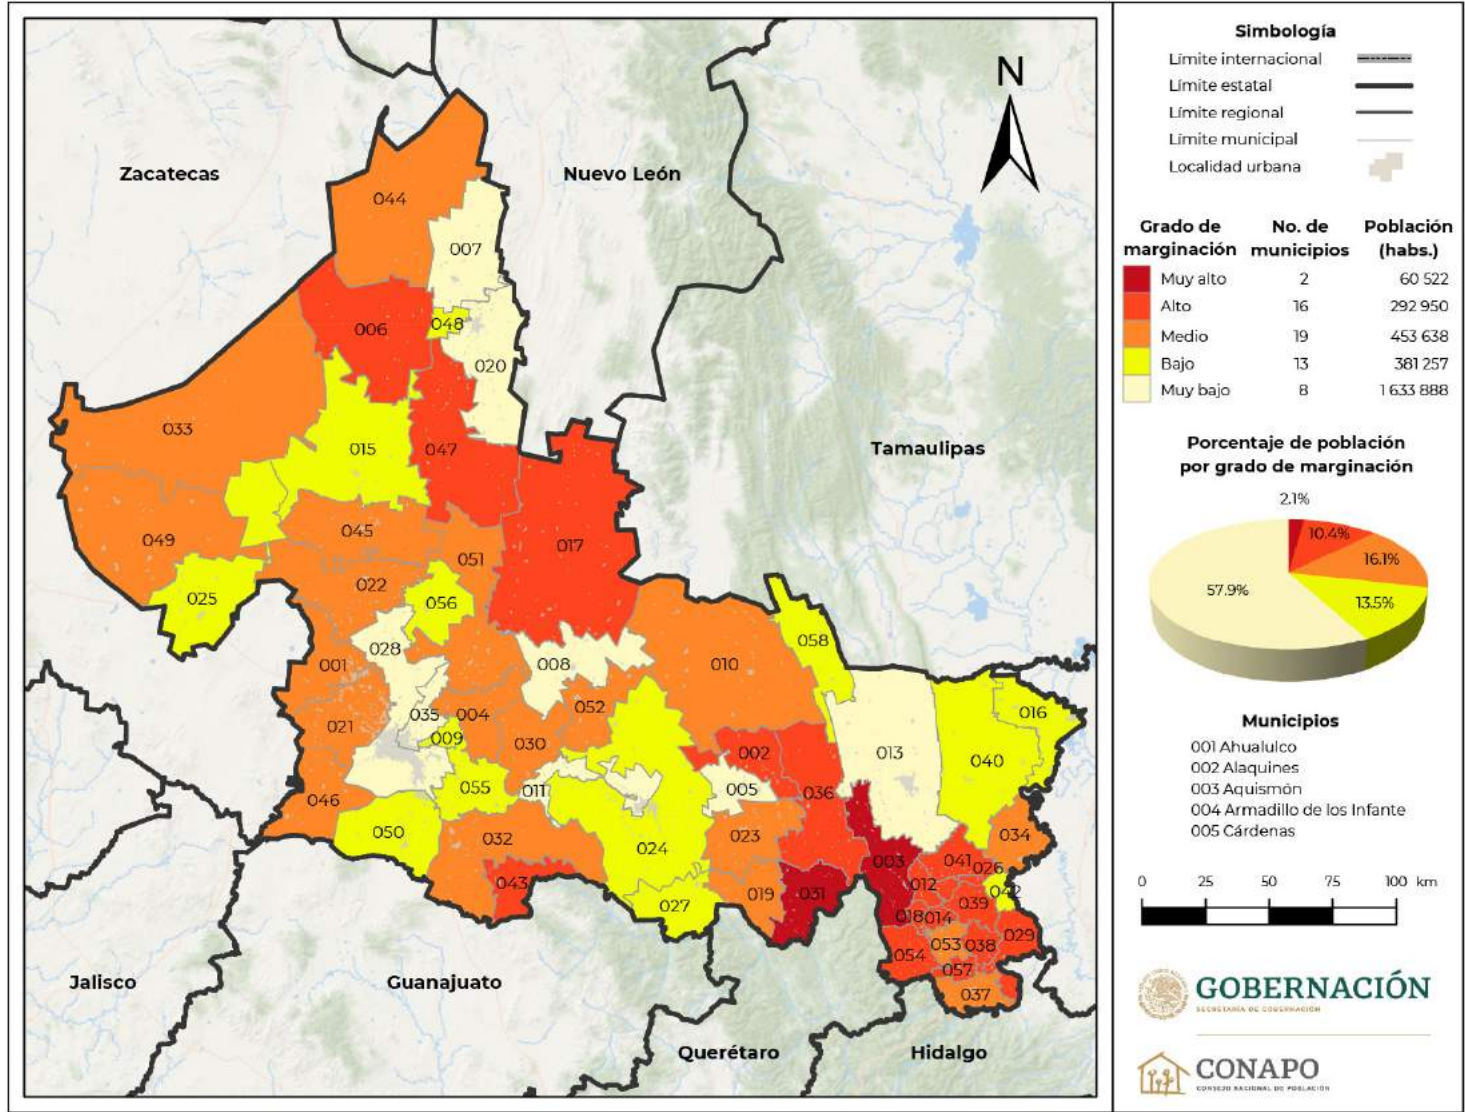 Zacatecas
Nuevo León
Tamaulipas
Jalisco
Guanajuato
Querétaro
Hidalgo
N
044
007
006
048
020
033
015
047
049
045
051
017
025
022
056
028
001
008
010
058
035
004
052
016
021
009
030
002
013
040
046
055
011
005
036
050
032
024
023
034
043
003
041
026
012
042
019
031
039
027
018
014
029
053
038
054
057
037
Simbología
Límite internacional
Límite estatal
Límite regional
Límite municipal
Localidad urbana
Grado de marginación No. de municipios Población (habs.)
Muy alto 2 60 522
Alto 16 292 950
Medio 19 453 638
Bajo 13 381 257
Muy bajo 8 1 633 888
Porcentaje de población
por grado de marginación
2.1%
10.4%
16.1%
57.9%
13.5%
Municipios
001 Ahualulco
002 Alaquines
003 Aquismón
004 Armadillo de los Infante
005 Cárdenas
0 25 50 75 100 km
GOBERNACIÓN
SECRETARÍA DE GOBERNACIÓN
CONAPO
CONSEJO NACIONAL DE POBLACIÓN